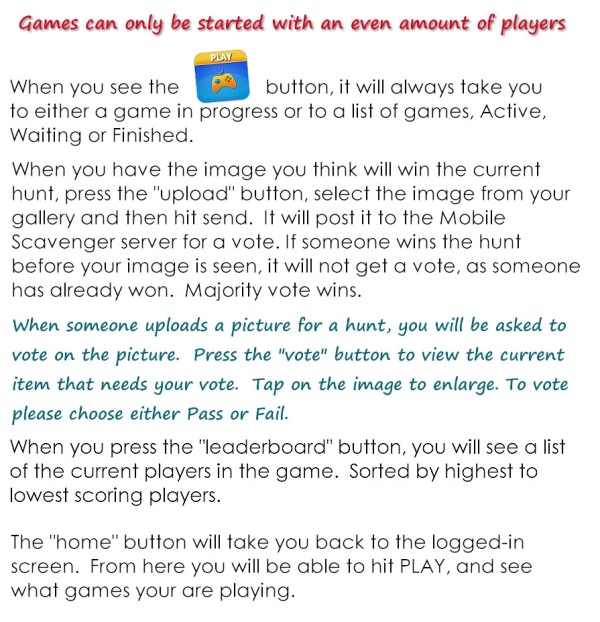 Games can only be started with an even amount of players
When you see the PLAY button, it will always take you
to either a game in progress or to a list of games, Active,
Waiting or Finished.
When you have the image you think will win the current
hunt, press the "upload" button, select the image from your
gallery and then hit send. It will post it to the Mobile
Scavenger server for a vote. If someone wins the hunt
before your image is seen, it will not get a vote, as someone
has already won. Majority vote wins.
When someone uploads a picture for a hunt, you will be asked to
vote on the picture. Press the "vote" button to view the current
item that needs your vote. Tap on the image to enlarge. To vote
please choose either Pass or Fail.
When you press the "leaderboard" button, you will see a list
of the current players in the game. Sorted by highest to
lowest scoring players.
The "home" button will take you back to the logged-in
screen. From here you will be able to hit PLAY, and see
what games your are playing.